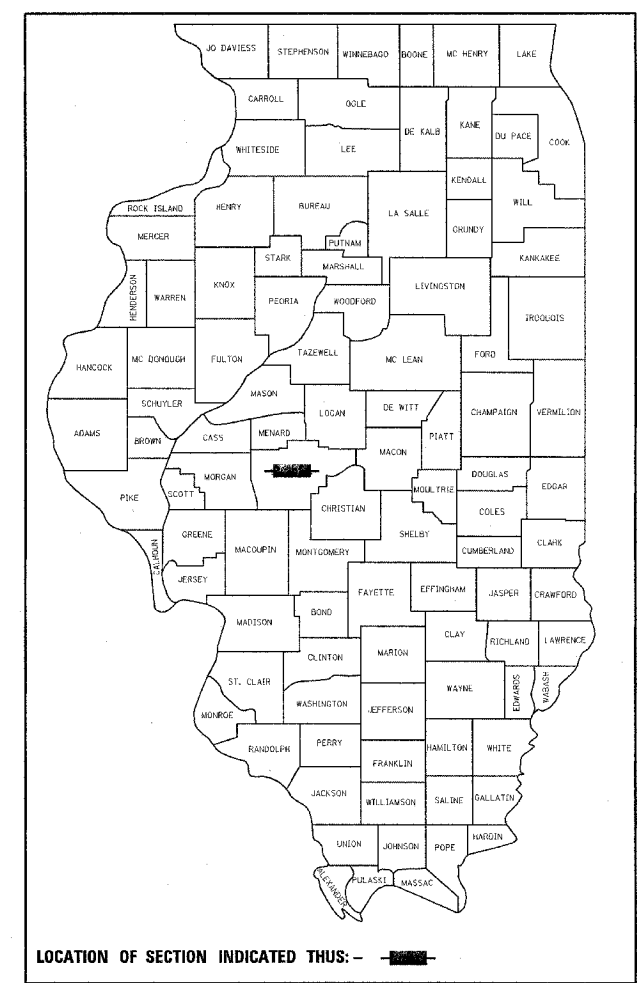 JO DAVIESS
STEPHENSON
WINNEBAGO
BOONE
MC HENRY
LAKE
CARROLL
OGLE
DE KALB
KANE
DU PACE
COOK
WHITESIDE
LEE
KENDALL
WILL
ROCK ISLAND
HENRY
BUREAU
LA SALLE
GRUNDY
MERCER
PUTNAM
KANKAKEE
STARK
MARSHALL
HENDERSON
WARREN
KNOX
PEORIA
WOODFORD
LIVINGSTON
IROQUOIS
HANCOCK
MC DONOUGH
FULTON
TAZEWELL
MC LEAN
FORD
MASON
SCHUYLER
LOGAN
DE WITT
CHAMPAIGN
VERMILION
ADAMS
BROWN
CASS
MENARD
PIATT
MACON
PIKE
SCOTT
MORGAN
MOULTRIE
DOUGLAS
EDGAR
CHRISTIAN
COLES
GREENE
MACOUPIN
MONTGOMERY
SHELBY
CUMBERLAND
CLARK
CALHOUN
JERSEY
FAYETTE
EFFINGHAM
JASPER
CRAWFORD
MADISON
BOND
CLAY
RICHLAND
LAWRENCE
CLINTON
MARION
ST. CLAIR
WAYNE
EDWARDS
WABASH
WASHINGTON
MONROE
JEFFERSON
RANDOLPH
PERRY
HAMILTON
WHITE
FRANKLIN
JACKSON
WILLIAMSON
SALINE
GALLATIN
UNION
JOHNSON
POPE
HARDIN
ALEXANDER
PULASKI
MASSAC
LOCATION OF SECTION INDICATED THUS: –